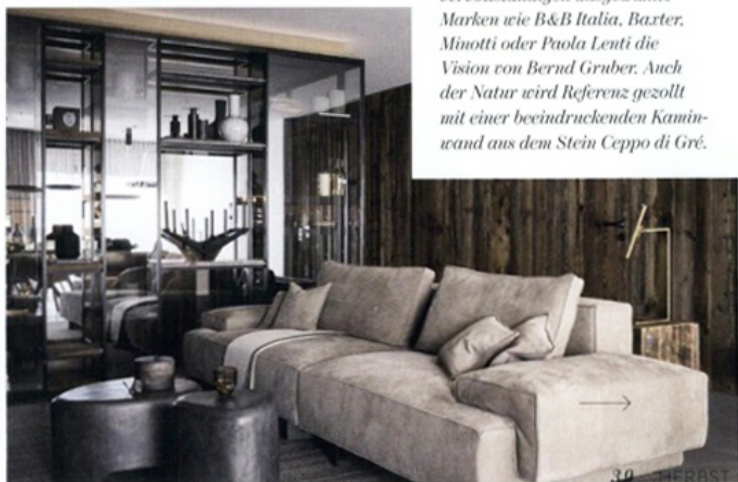 Marken wie B&B Italia, Baxter,
Minotti oder Paola Lenti die
Vision von Bernd Gruber. Auch
der Natur wird Referenz gezollt
mit einer beeindruckenden Kamin-
wand aus dem Stein Ceppo di Gré.
39 HERBST